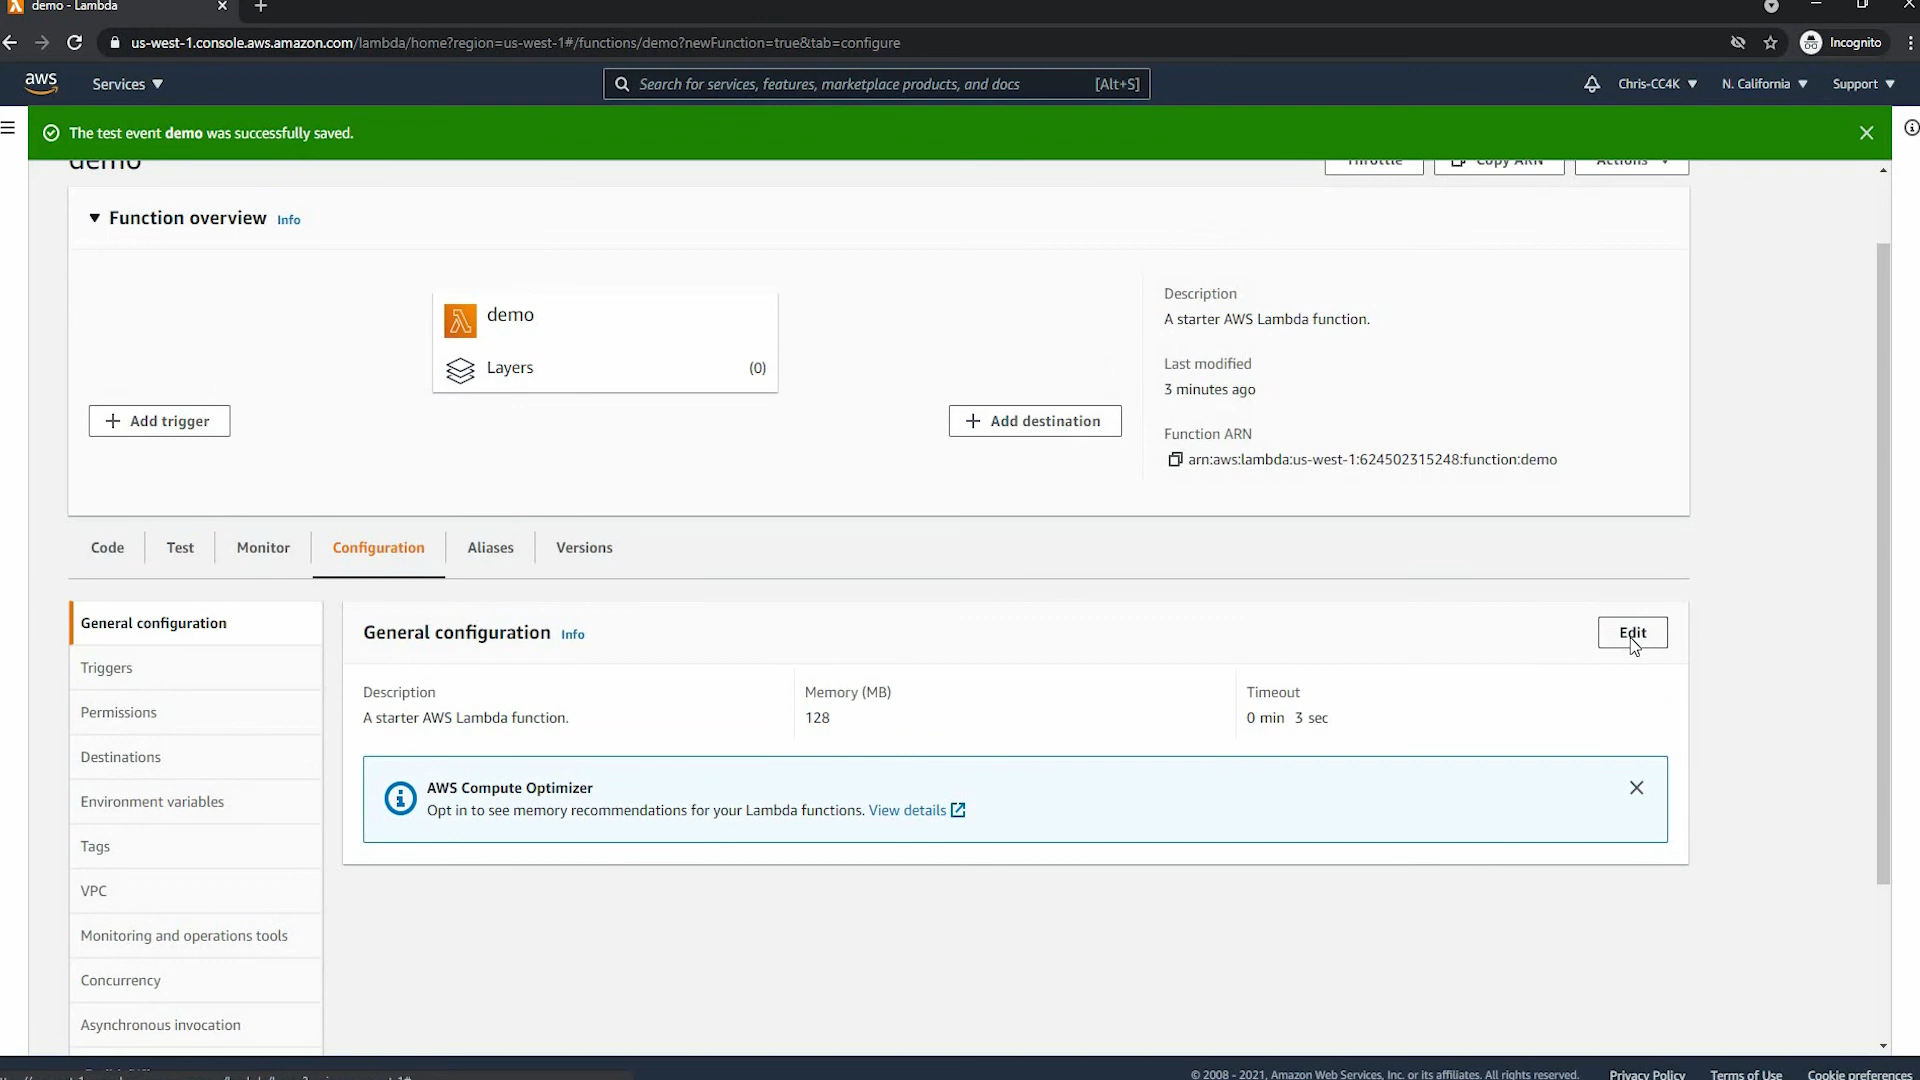 demo - Lambda
us-west-1.console.aws.amazon.com/lambda/home?region=us-west-1#/functions/demo?newFunction=true&tab=configure
Incognito
aws
Services ▼
Search for services, features, marketplace products, and docs
[Alt+S]
Chris-CC4K ▼
N. California ▼
Support ▼
The test event demo was successfully saved.
demo
Throttle
Copy ARN
Actions
Function overview Info
demo
Layers
(0)
+ Add trigger
+ Add destination
Description
A starter AWS Lambda function.
Last modified
3 minutes ago
Function ARN
arn:aws:lambda:us-west-1:624502315248:function:demo
Code
Test
Monitor
Configuration
Aliases
Versions
General configuration
Triggers
Permissions
Destinations
Environment variables
Tags
VPC
Monitoring and operations tools
Concurrency
Asynchronous invocation
General configuration Info
Edit
Description
A starter AWS Lambda function.
Memory (MB)
128
Timeout
0 min 3 sec
AWS Compute Optimizer
Opt in to see memory recommendations for your Lambda functions. View details
© 2008 - 2021, Amazon Web Services, Inc. or its affiliates. All rights reserved.
Privacy Policy
Terms of Use
Cookie preferences